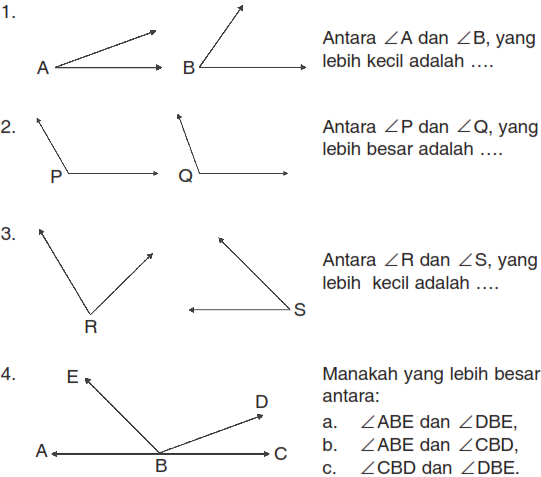 1.
A
B
Antara ∠A dan ∠B, yang
lebih kecil adalah ....
2.
P
Q
Antara ∠P dan ∠Q, yang
lebih besar adalah ....
3.
R
S
Antara ∠R dan ∠S, yang
lebih kecil adalah ....
4.
E
D
A
B
C
Manakah yang lebih besar
antara:
a. ∠ABE dan ∠DBE,
b. ∠ABE dan ∠CBD,
c. ∠CBD dan ∠DBE.